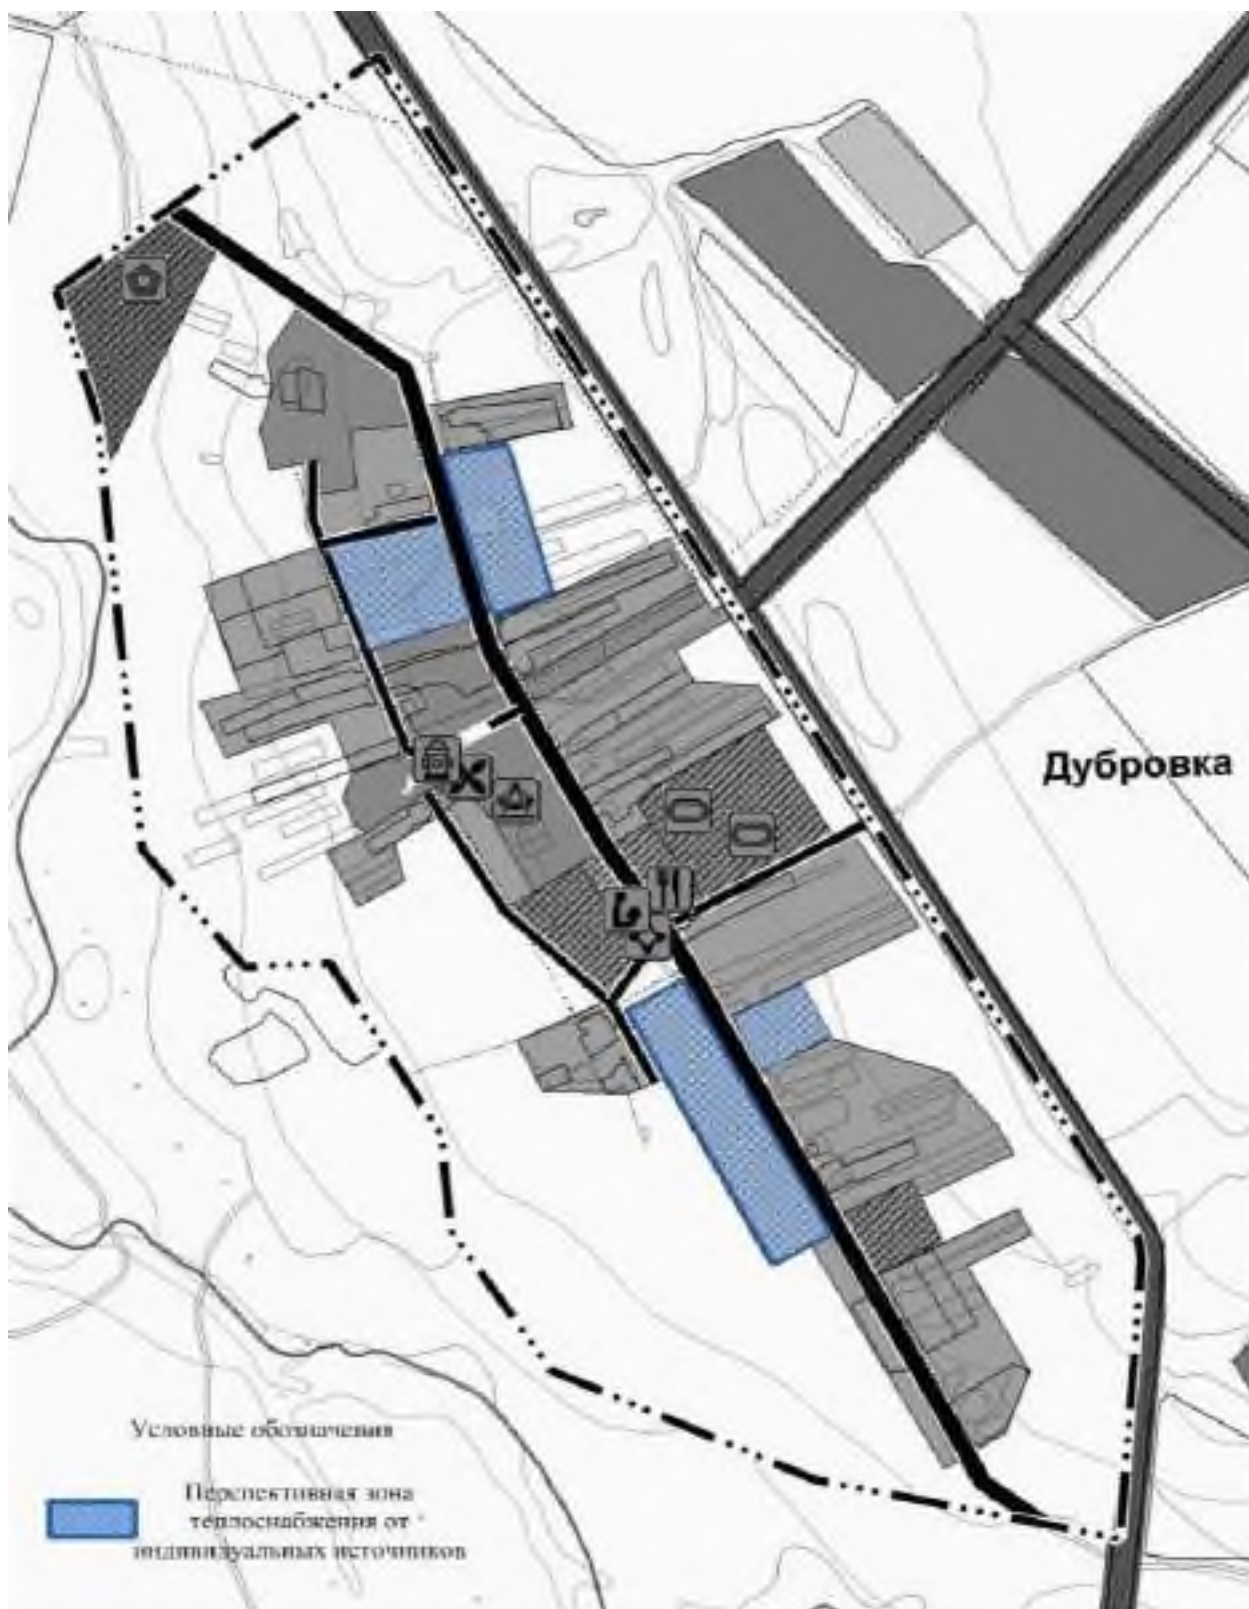 Дубровка
Условные обозначения
Перспективная зона
теплоснабжения от
индивидуальных источников